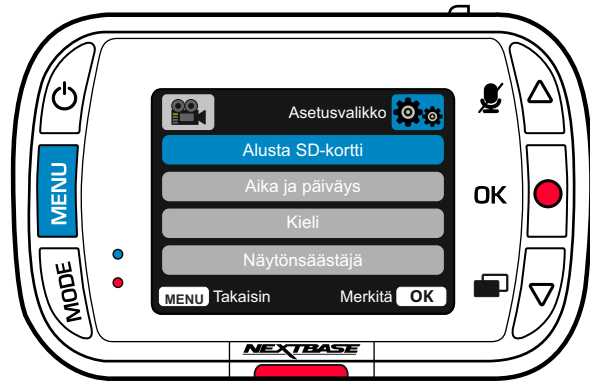 Asetusvalikko
MENU
Alusta SD-kortti
Aika ja päiväys
OK
Kieli
Näytönsäästäjä
MODE
MENU Takaisin Merkitä OK
NEXTBASE